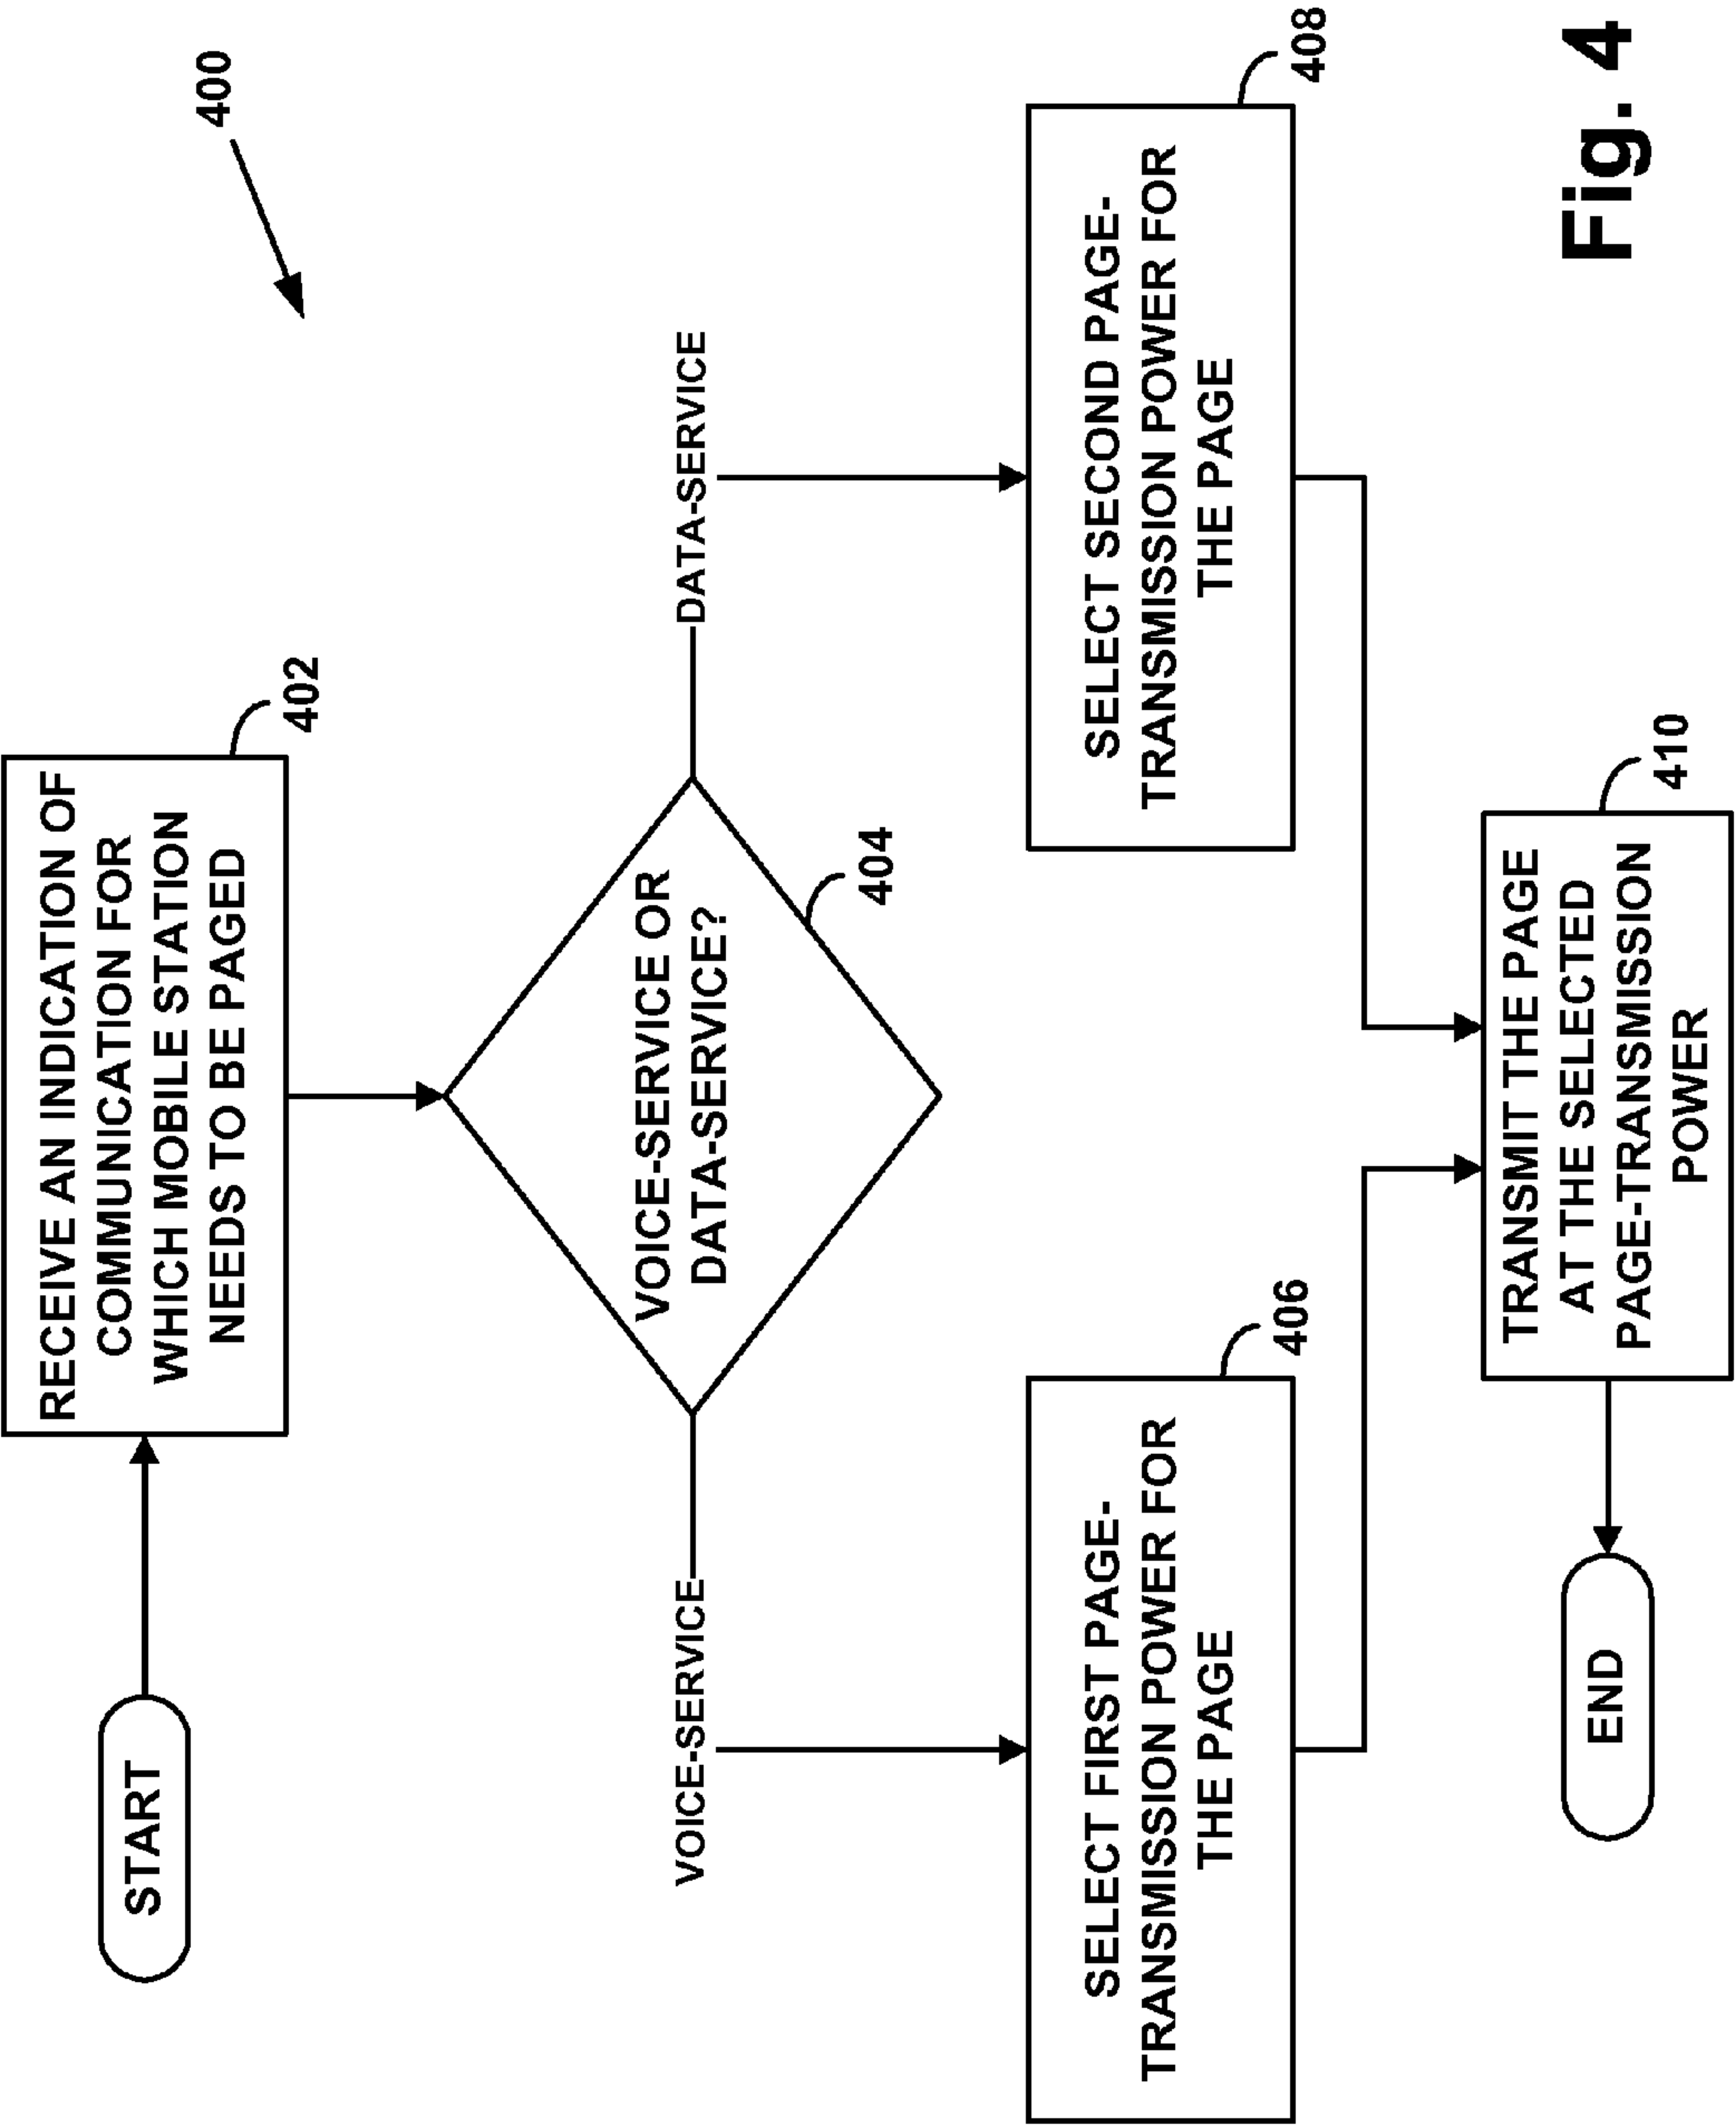 400
START
RECEIVE AN INDICATION OF
COMMUNICATION FOR
WHICH MOBILE STATION
NEEDS TO BE PAGED
402
VOICE-SERVICE OR
DATA-SERVICE?
404
VOICE-SERVICE
DATA-SERVICE
SELECT FIRST PAGE-
TRANSMISSION POWER FOR
THE PAGE
406
SELECT SECOND PAGE-
TRANSMISSION POWER FOR
THE PAGE
408
TRANSMIT THE PAGE
AT THE SELECTED
PAGE-TRANSMISSION
POWER
410
END
Fig. 4